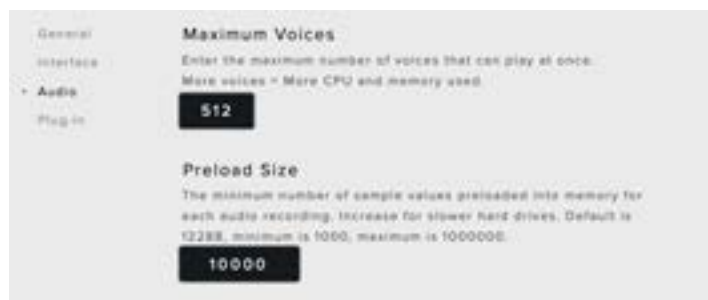 General
Interface
Audio
Plug-in
Maximum Voices
Enter the maximum number of voices that can play at once.
More voices = More CPU and memory used.
512
Preload Size
The minimum number of sample values preloaded into memory for
each audio recording. Increase for slower hard drives. Default is
12288, minimum is 1000, maximum is 1000000.
10000